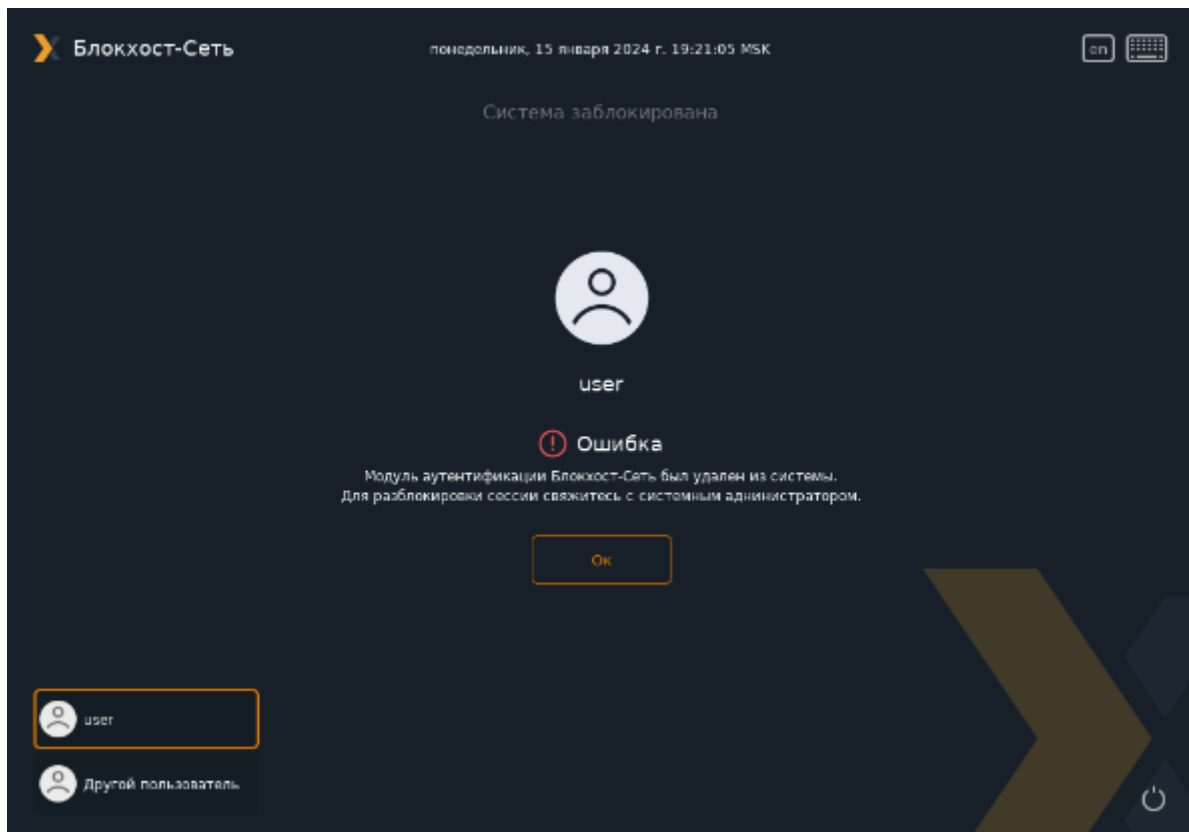 Блокхост-Сеть
понедельник, 15 января 2024 г. 19:21:05 MSK
en
Система заблокирована
user
Ошибка
Модуль аутентификации Блокхост-Сеть был удален из системы.
Для разблокировки сессии свяжитесь с системным администратором.
Ок
user
Другой пользователь